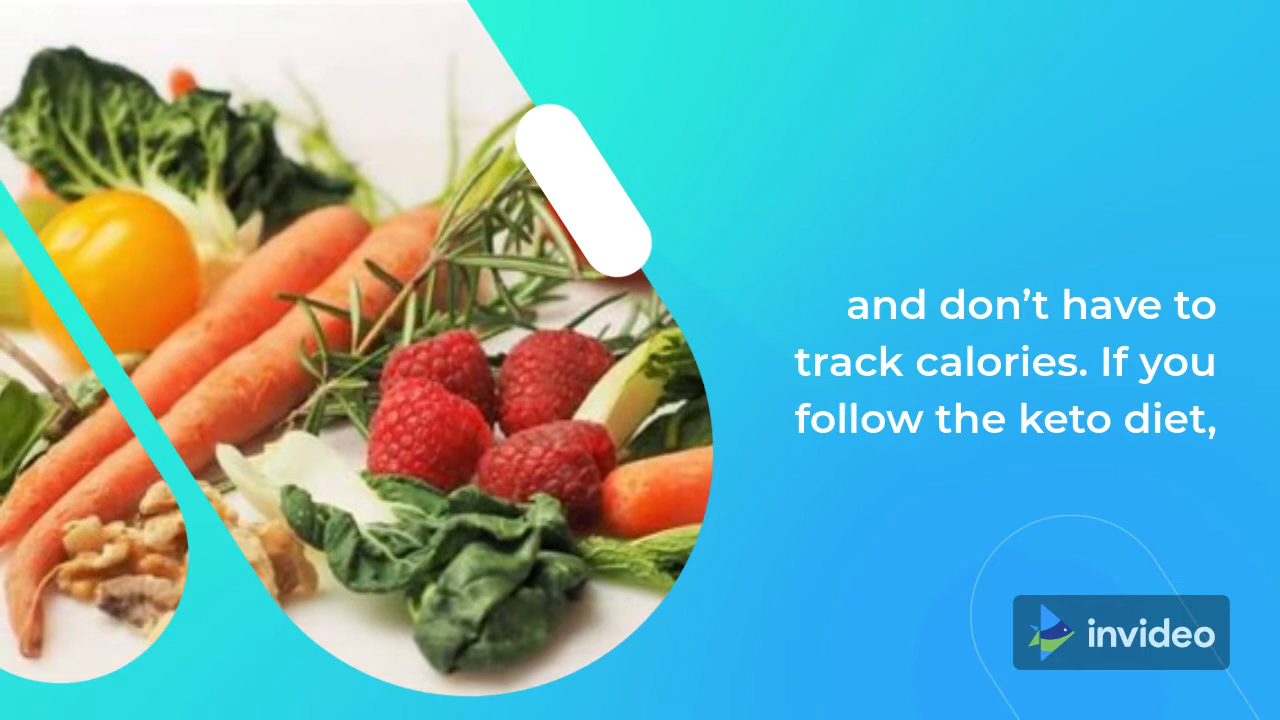 and don’t have to
track calories. If you
follow the keto diet,
invideo